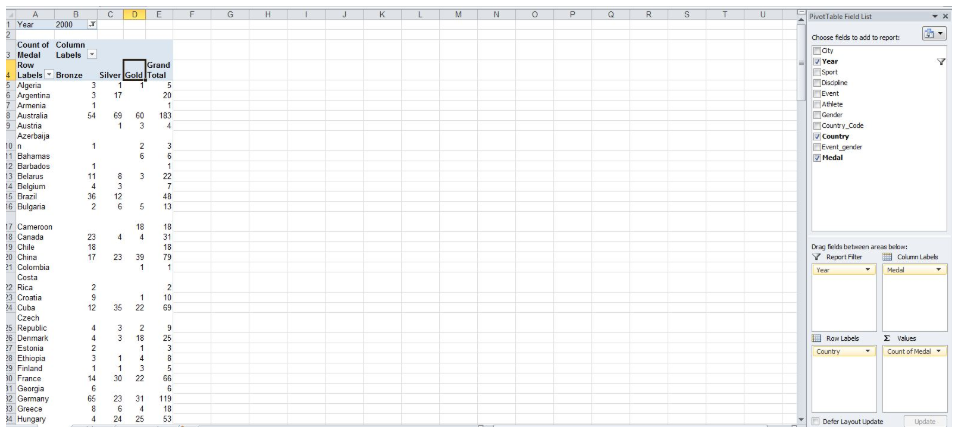 A B C D E F G H I J K L M N O P Q R S T U
1 Year 2000
2
Count of Column
3 Medal Labels
Row Grand
4 Labels Bronze Silver Gold Total
5 Algeria 3 1 1 5
6 Argentina 3 17 20
7 Armenia 1 1
8 Australia 54 69 60 183
9 Austria 1 3 4
Azerbaija
10 n 1 2 3
11 Bahamas 6 6
12 Barbados 1 1
13 Belarus 11 8 3 22
14 Belgium 4 3 7
15 Brazil 36 12 48
16 Bulgaria 2 6 5 13
17 Cameroon 18 18
18 Canada 23 4 4 31
19 Chile 18 18
20 China 17 23 39 79
21 Colombia 1 1
Costa
22 Rica 2 2
23 Croatia 9 1 10
24 Cuba 12 35 22 69
Czech
25 Republic 4 3 2 9
26 Denmark 4 3 18 25
27 Estonia 2 1 3
28 Ethiopia 3 1 4 8
29 Finland 1 1 3 5
30 France 14 30 22 66
31 Georgia 6 6
32 Germany 65 23 31 119
33 Greece 8 6 4 18
34 Hungary 4 24 25 53
PivotTable Field List
Choose fields to add to report:
City
Year
Sport
Discipline
Event
Athlete
Gender
Country_Code
Country
Event_gender
Medal
Drag fields between areas below:
Report Filter Column Labels
Year Medal
Row Labels Σ Values
Country Count of Medal
Defer Layout Update Update